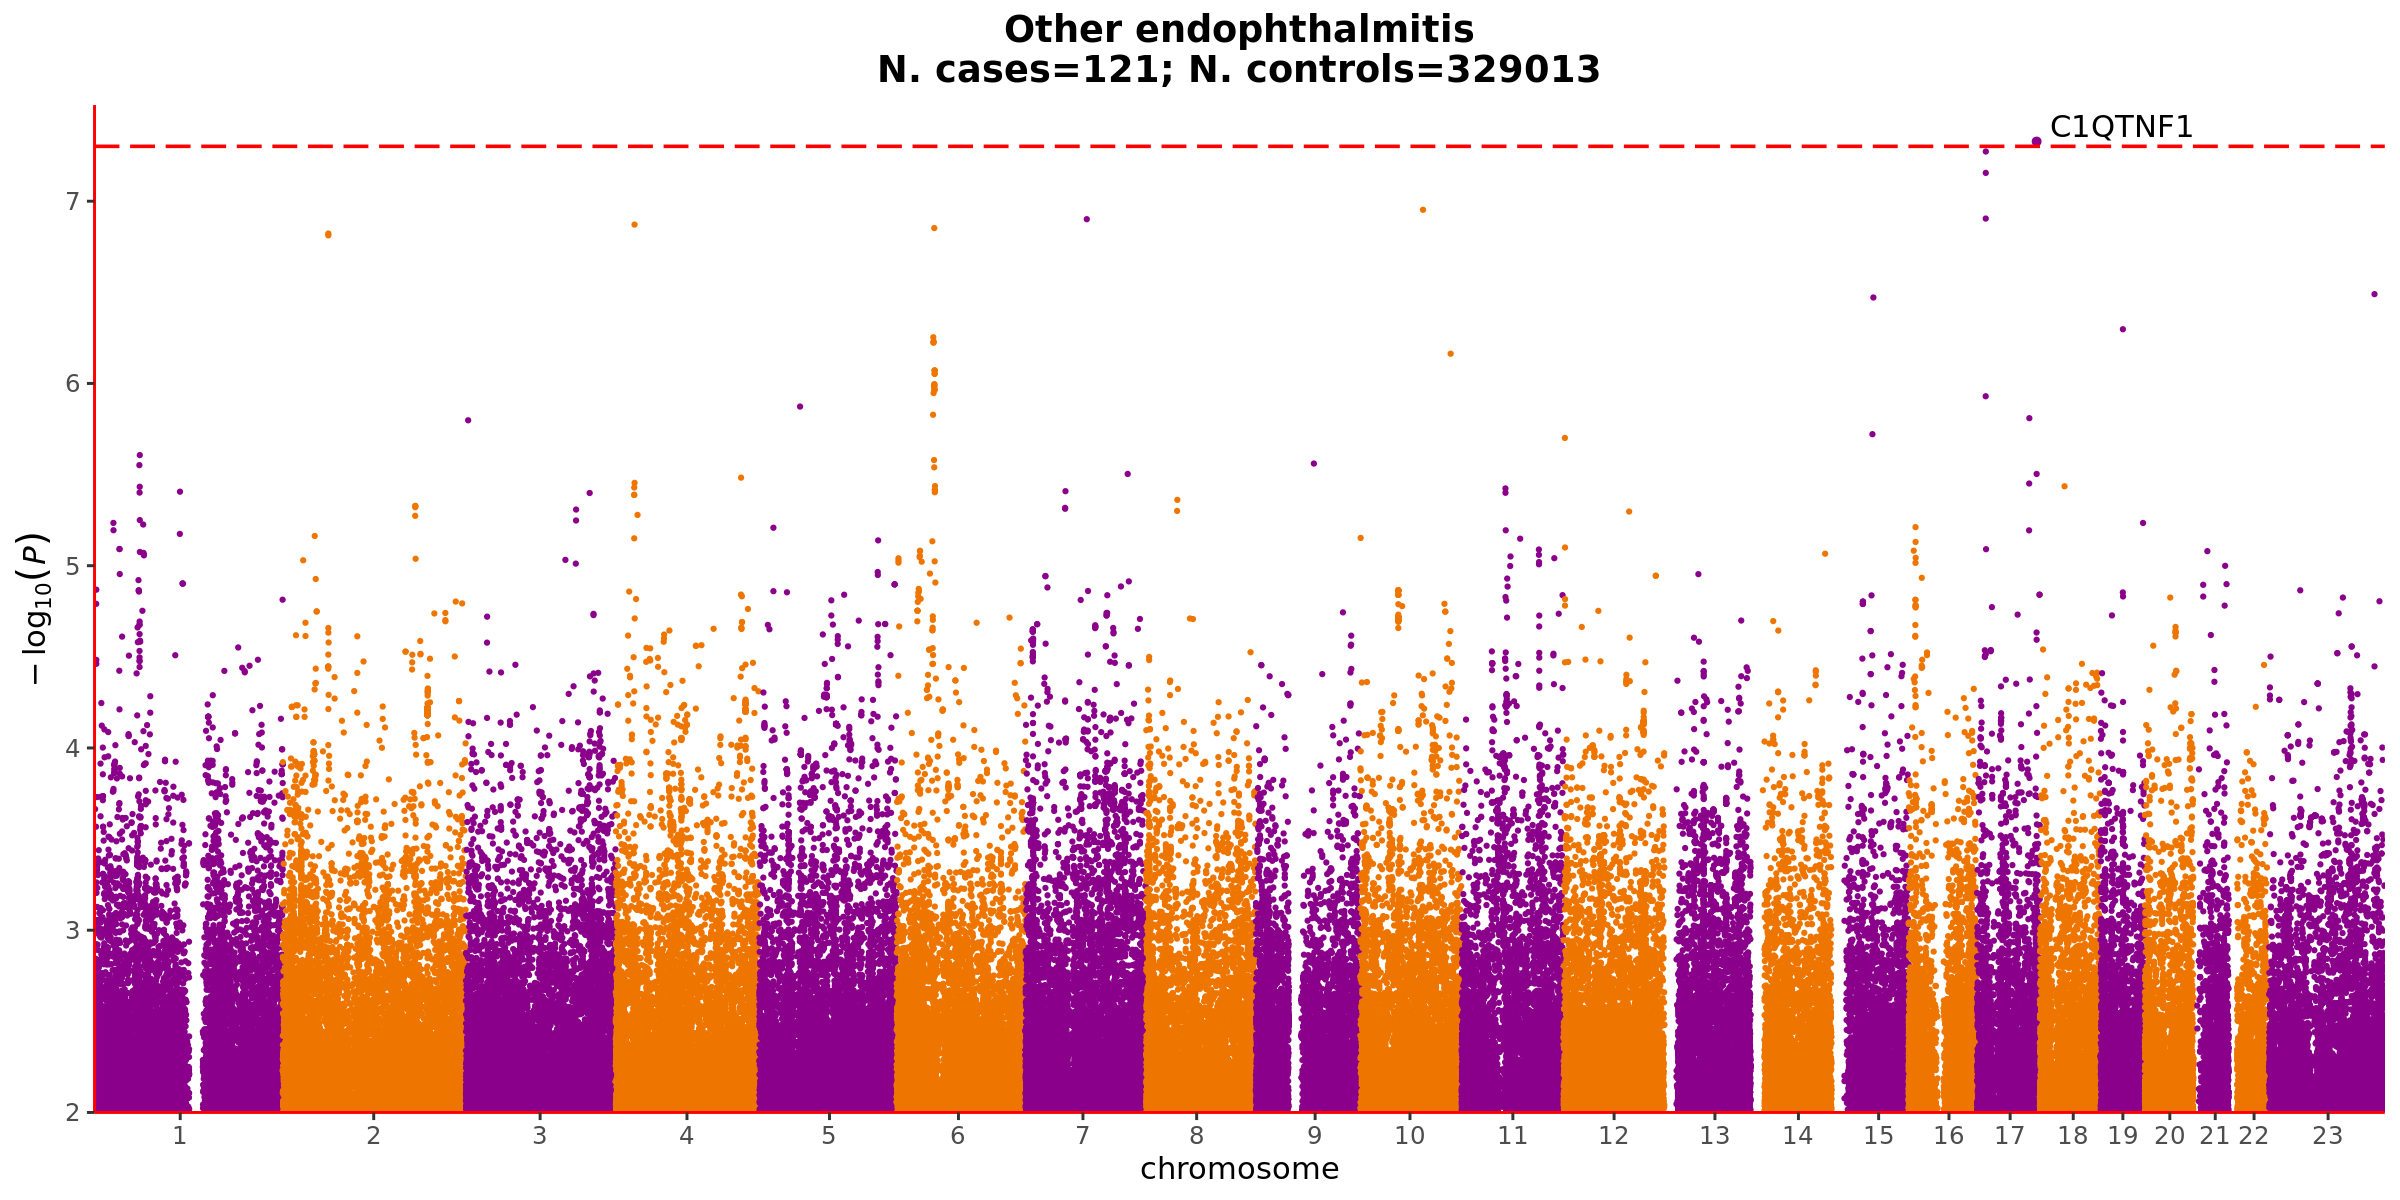 Other endophthalmitis
N. cases=121; N. controls=329013
C1QTNF1
7
6
5
4
3
2
−log10(P)
1 2 3 4 5 6 7 8 9 10 11 12 13 14 15 16 17 18 19 20 21 22 23
chromosome